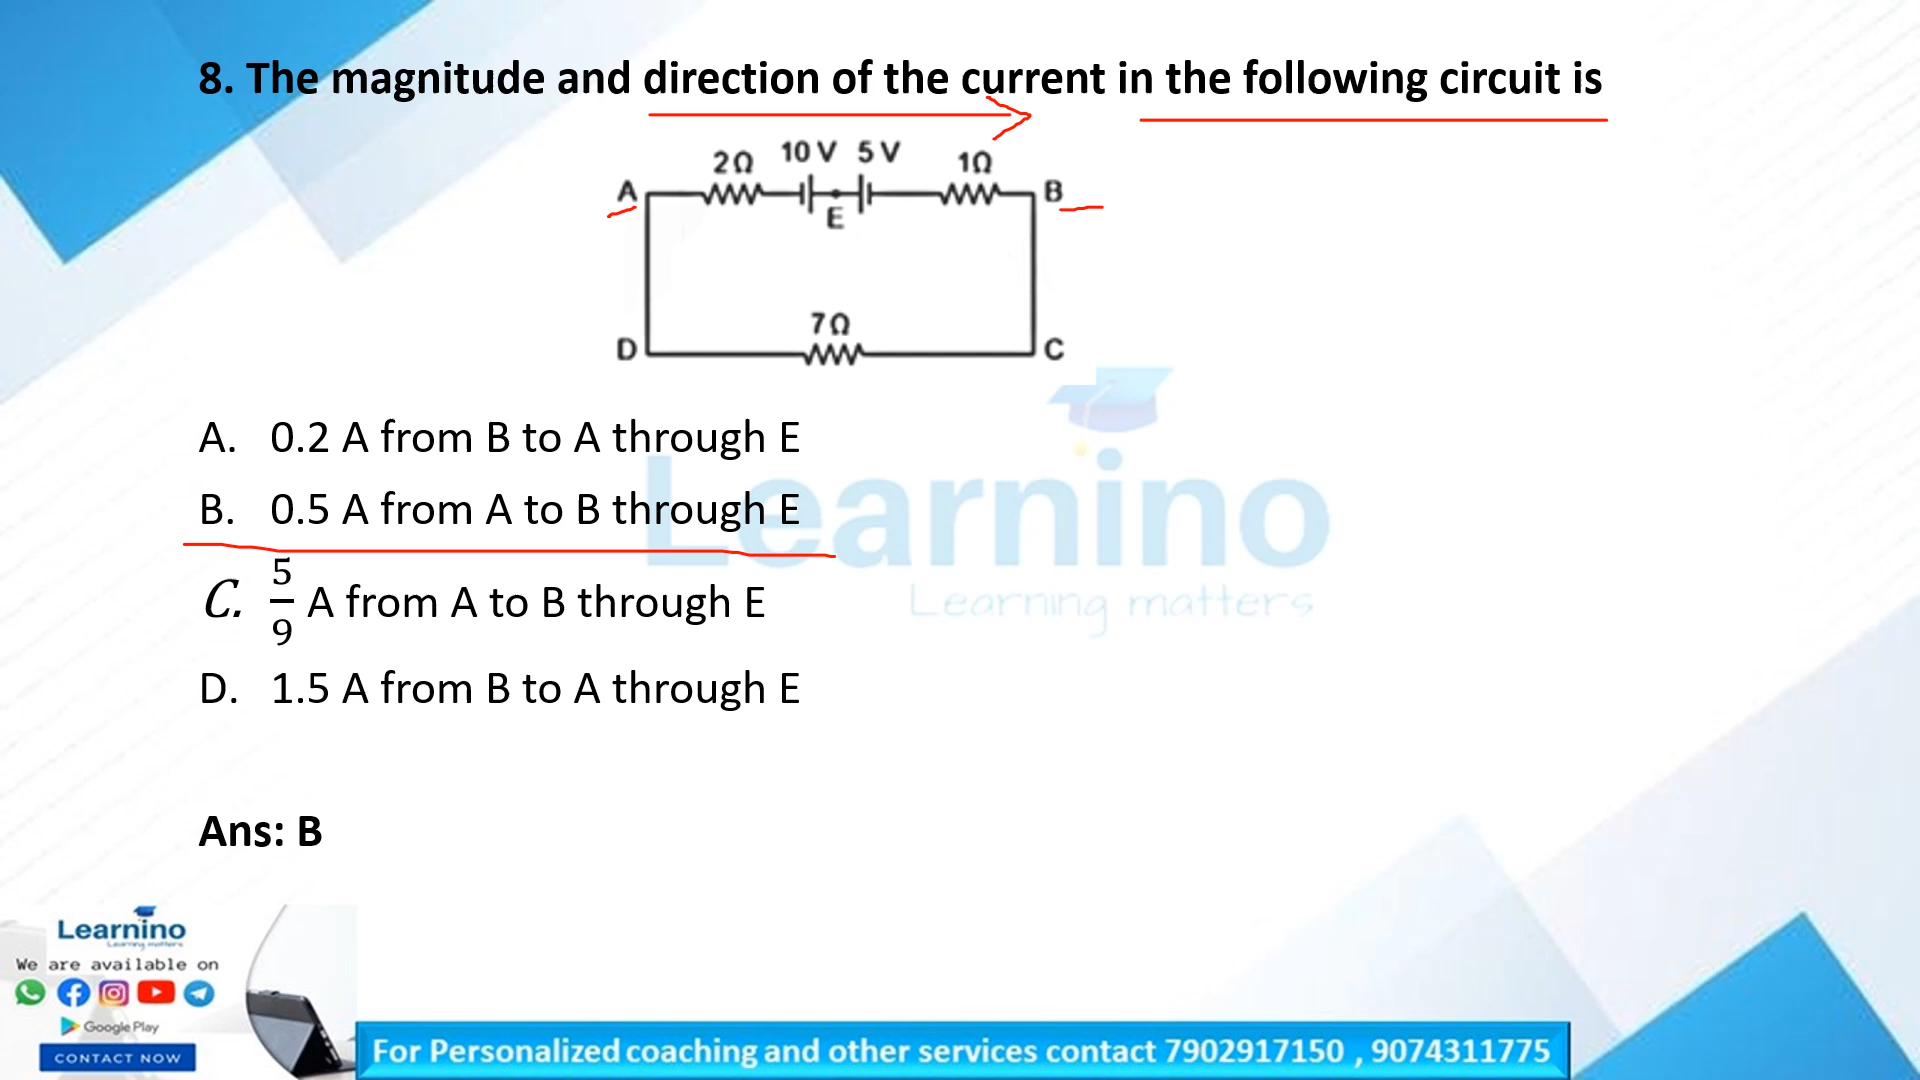 8. The magnitude and direction of the current in the following circuit is
10 V 5 V
2Ω 1Ω
A B
E
7Ω
D C
A. 0.2 A from B to A through E
B. 0.5 A from A to B through E
C. 5/9 A from A to B through E
D. 1.5 A from B to A through E
Learnino
Learning matters
Ans: B
Learnino
Learning matters
We are available on
Google Play
CONTACT NOW
For Personalized coaching and other services contact 7902917150 , 9074311775